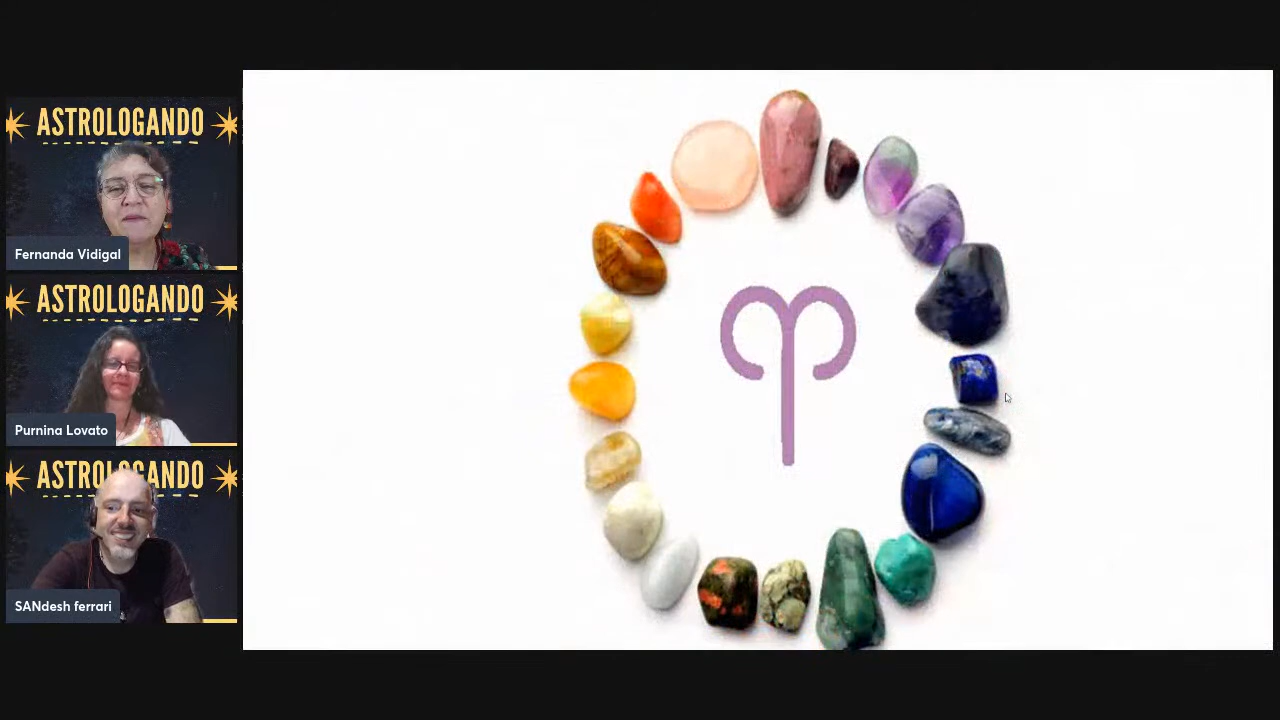 ASTROLOGANDO
Fernanda Vidigal
ASTROLOGANDO
Purnina Lovato
ASTROLOGANDO
SANdesh ferrari